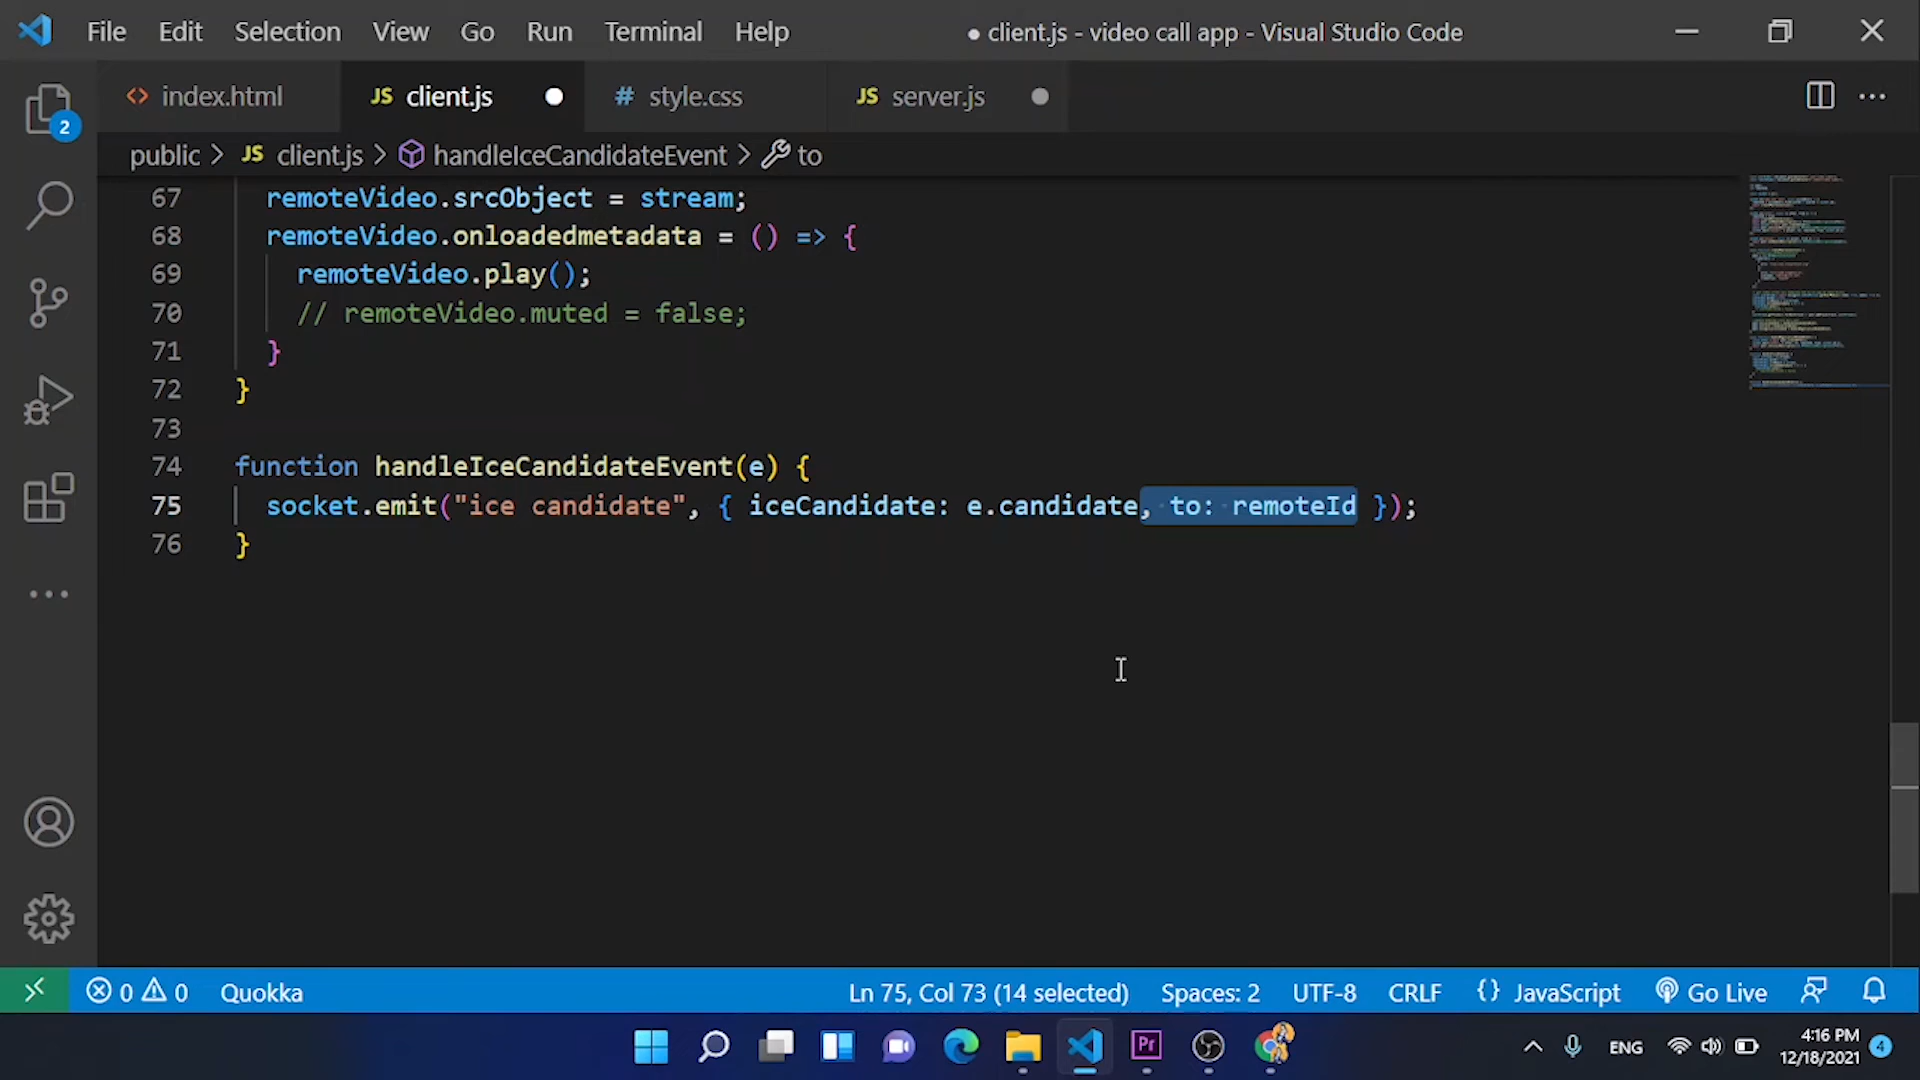 File Edit Selection View Go Run Terminal Help
● client.js - video call app - Visual Studio Code
<> index.html
JS client.js
# style.css
JS server.js
2
public > JS client.js > handleIceCandidateEvent > to
67 remoteVideo.srcObject = stream;
68 remoteVideo.onloadedmetadata = () => {
69 remoteVideo.play();
70 // remoteVideo.muted = false;
71 }
72 }
73
74 function handleIceCandidateEvent(e) {
75 socket.emit("ice candidate", { iceCandidate: e.candidate, to: remoteId });
76 }
0 0 Quokka
Ln 75, Col 73 (14 selected) Spaces: 2 UTF-8 CRLF {} JavaScript Go Live
Pr
ENG
4:16 PM
12/18/2021
4